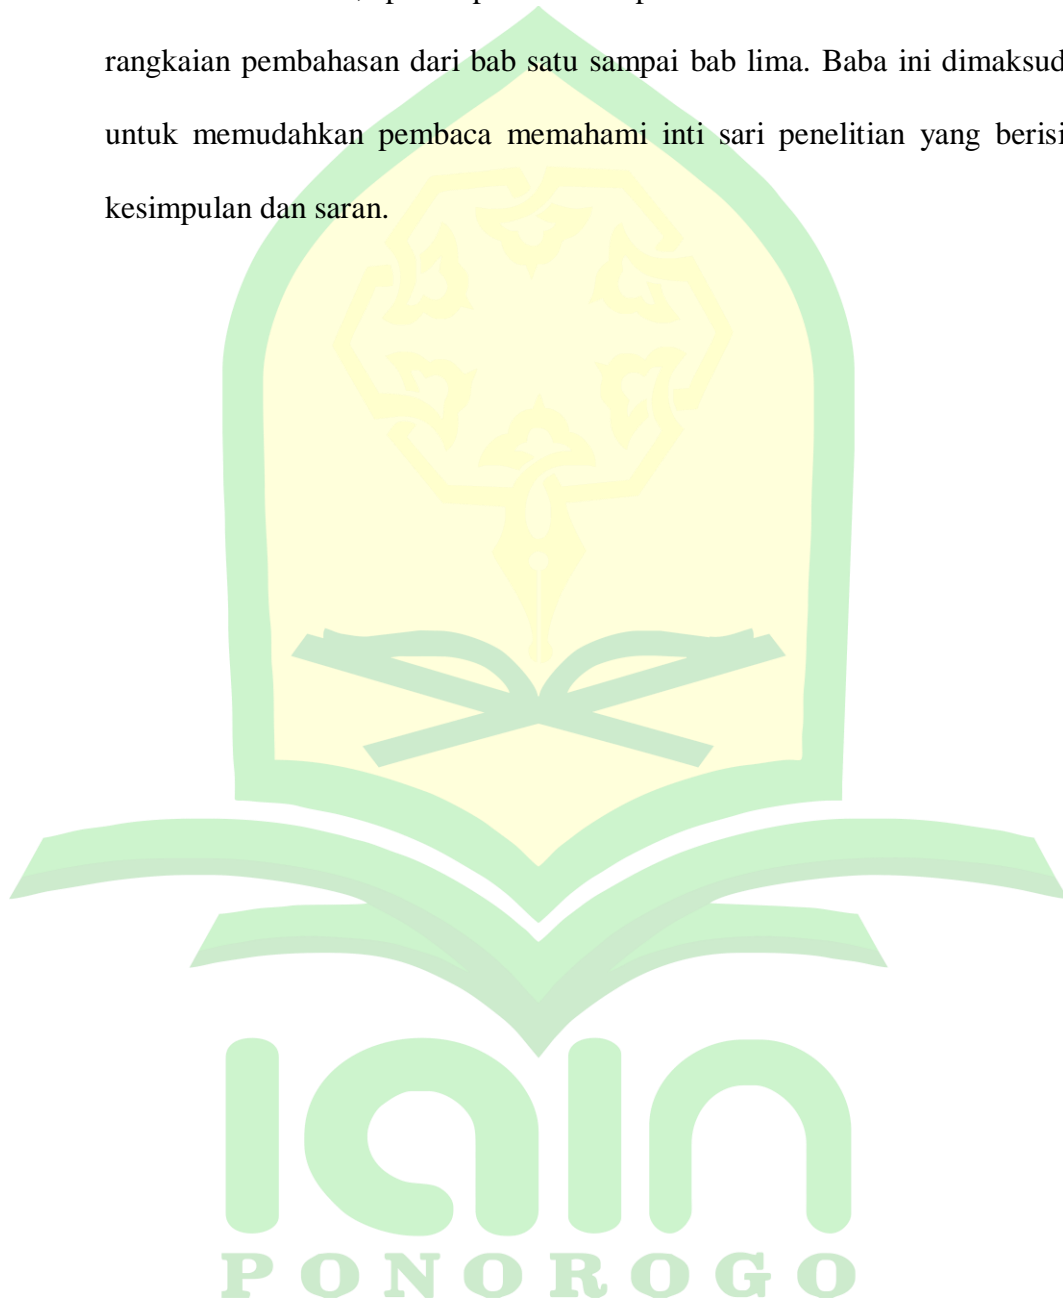 rangkaian pembahasan dari bab satu sampai bab lima. Baba ini dimaksud
untuk memudahkan pembaca memahami inti sari penelitian yang berisi
kesimpulan dan saran.
iain
PONOROGO